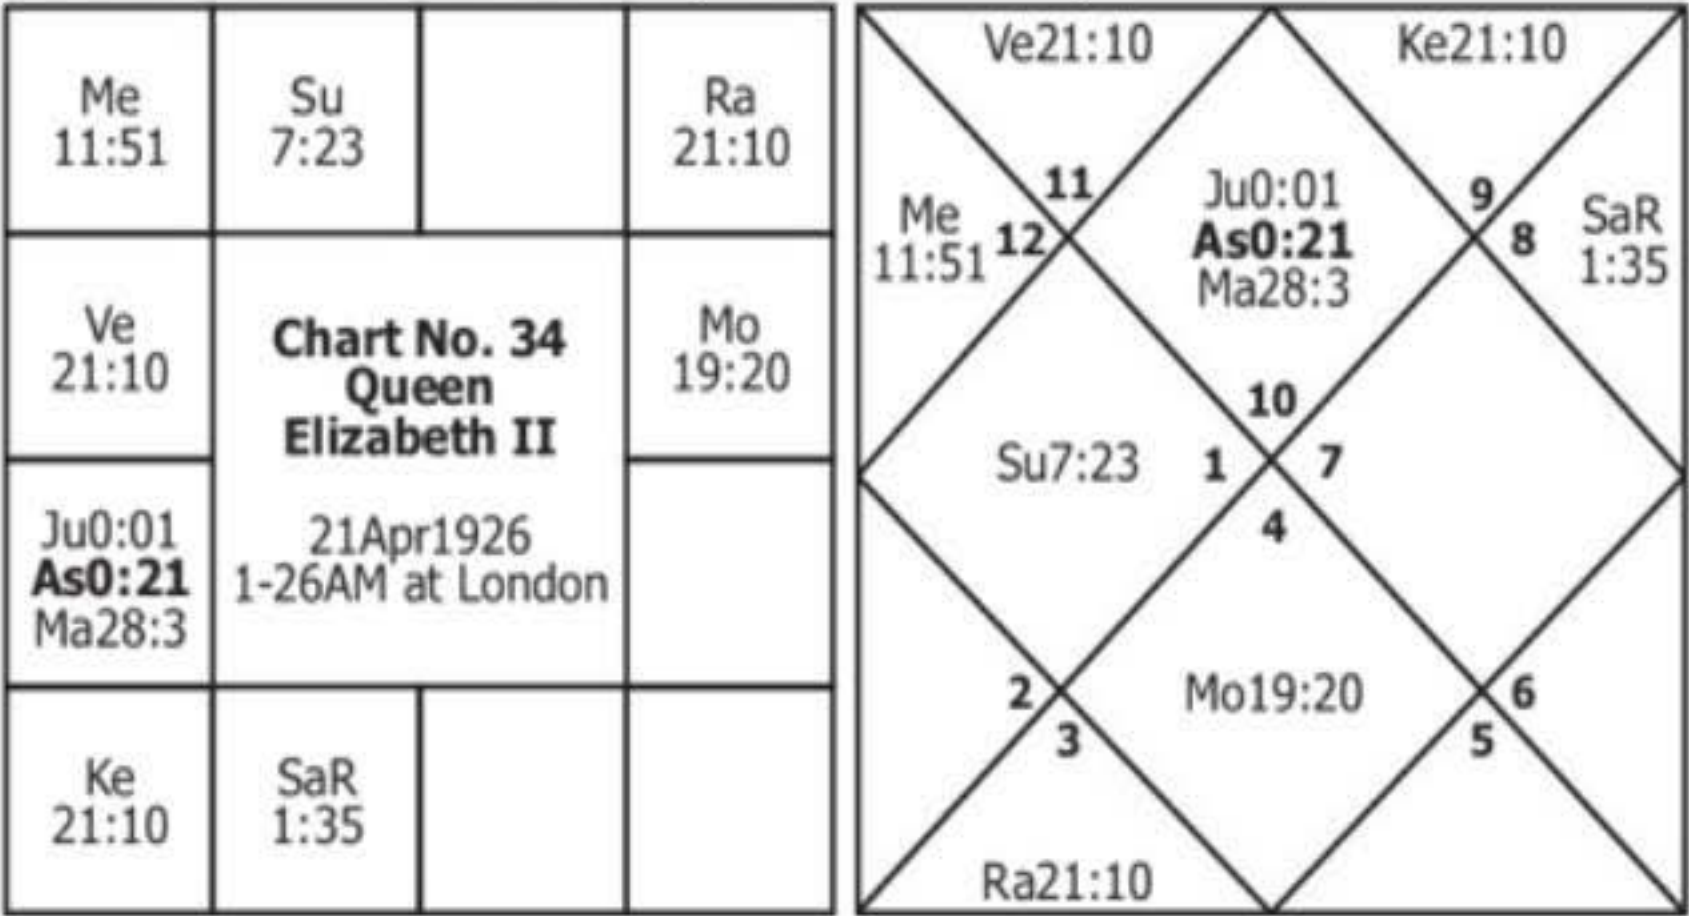 Me
11:51
Su
7:23
Ra
21:10
Ve
21:10
Chart No. 34
Queen
Elizabeth II
21Apr1926
1-26AM at London
Mo
19:20
Ju0:01
As0:21
Ma28:3
Ke
21:10
SaR
1:35
Ve21:10
Ke21:10
11
9
Me
11:51
12
Ju0:01
As0:21
Ma28:3
8
SaR
1:35
10
Su7:23
1
7
4
2
Mo19:20
6
3
5
Ra21:10